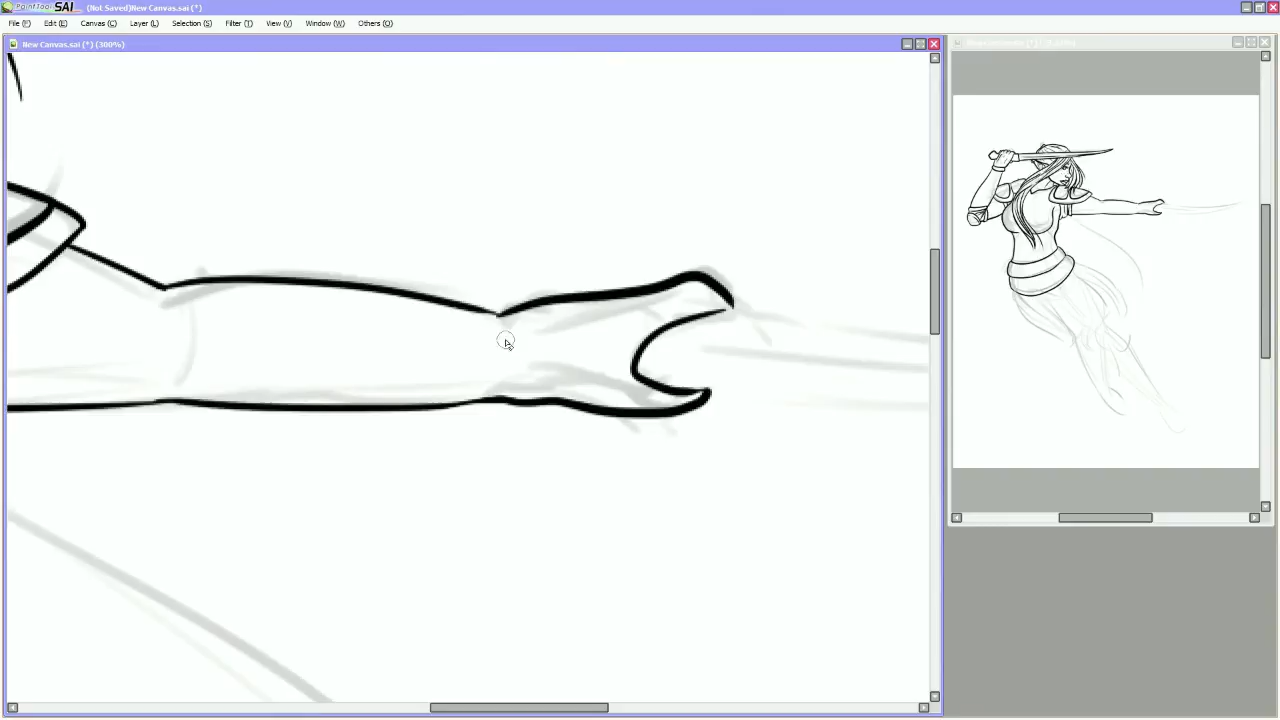 PaintTool SAI (Not Saved)New Canvas.sai (*)
File (F) Edit (E) Canvas (C) Layer (L) Selection (S) Filter (T) View (V) Window (W) Others (O)
New Canvas.sai (*) (300%)